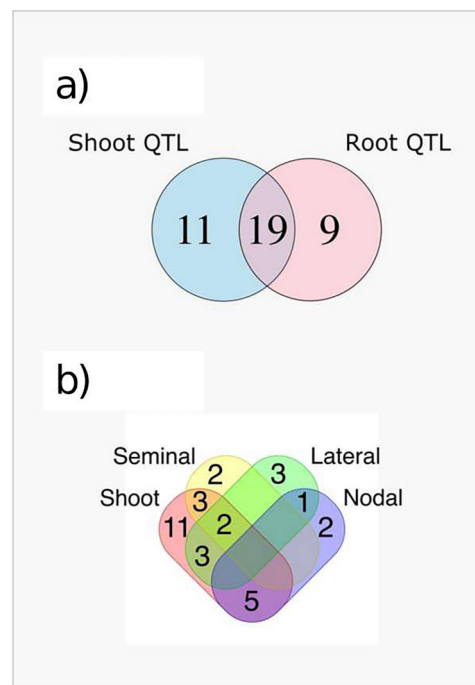 a)
Shoot QTL Root QTL
11 19 9
b)
Seminal Lateral
Shoot Nodal
2 3
3 1
11 2 2
3
5